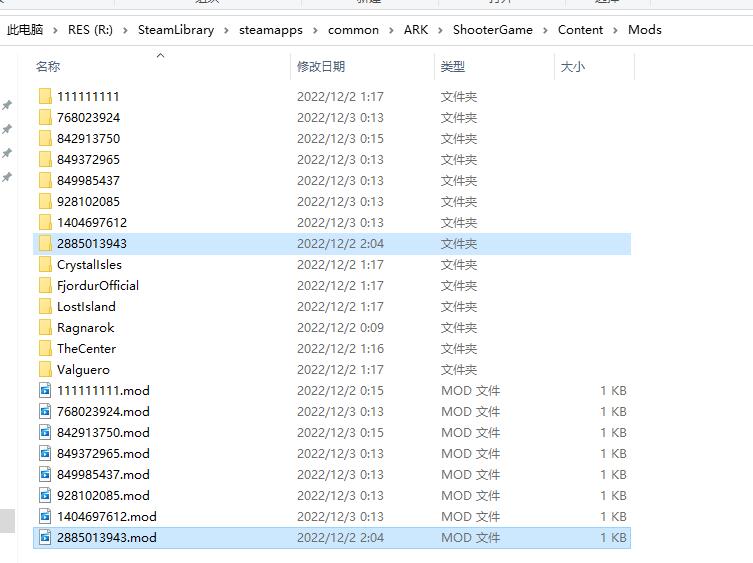 此电脑 > RES (R:) > SteamLibrary > steamapps > common > ARK > ShooterGame > Content > Mods
名称 修改日期 类型 大小
111111111 2022/12/2 1:17 文件夹
768023924 2022/12/3 0:13 文件夹
842913750 2022/12/3 0:15 文件夹
849372965 2022/12/3 0:13 文件夹
849985437 2022/12/3 0:13 文件夹
928102085 2022/12/3 0:13 文件夹
1404697612 2022/12/3 0:13 文件夹
2885013943 2022/12/2 2:04 文件夹
CrystalIsles 2022/12/2 1:17 文件夹
FjordurOfficial 2022/12/2 1:17 文件夹
LostIsland 2022/12/2 1:17 文件夹
Ragnarok 2022/12/2 0:09 文件夹
TheCenter 2022/12/2 1:16 文件夹
Valguero 2022/12/2 1:17 文件夹
111111111.mod 2022/12/2 0:15 MOD 文件 1 KB
768023924.mod 2022/12/3 0:13 MOD 文件 1 KB
842913750.mod 2022/12/3 0:15 MOD 文件 1 KB
849372965.mod 2022/12/3 0:13 MOD 文件 1 KB
849985437.mod 2022/12/3 0:13 MOD 文件 1 KB
928102085.mod 2022/12/3 0:13 MOD 文件 1 KB
1404697612.mod 2022/12/3 0:13 MOD 文件 1 KB
2885013943.mod 2022/12/2 2:04 MOD 文件 1 KB